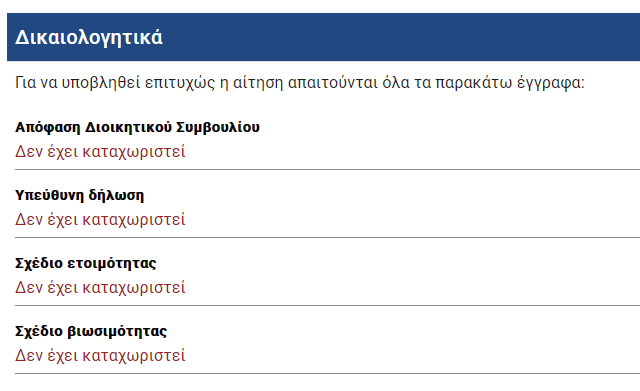 Δικαιολογητικά
Για να υποβληθεί επιτυχώς η αίτηση απαιτούνται όλα τα παρακάτω έγγραφα:
Απόφαση Διοικητικού Συμβουλίου
Δεν έχει καταχωριστεί
Υπεύθυνη δήλωση
Δεν έχει καταχωριστεί
Σχέδιο ετοιμότητας
Δεν έχει καταχωριστεί
Σχέδιο βιωσιμότητας
Δεν έχει καταχωριστεί